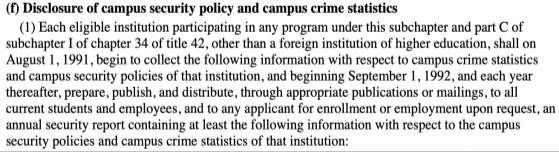 (f) Disclosure of campus security policy and campus crime statistics
(1) Each eligible institution participating in any program under this subchapter and part C of
subchapter I of chapter 34 of title 42, other than a foreign institution of higher education, shall on
August 1, 1991, begin to collect the following information with respect to campus crime statistics
and campus security policies of that institution, and beginning September 1, 1992, and each year
thereafter, prepare, publish, and distribute, through appropriate publications or mailings, to all
current students and employees, and to any applicant for enrollment or employment upon request, an
annual security report containing at least the following information with respect to the campus
security policies and campus crime statistics of that institution: